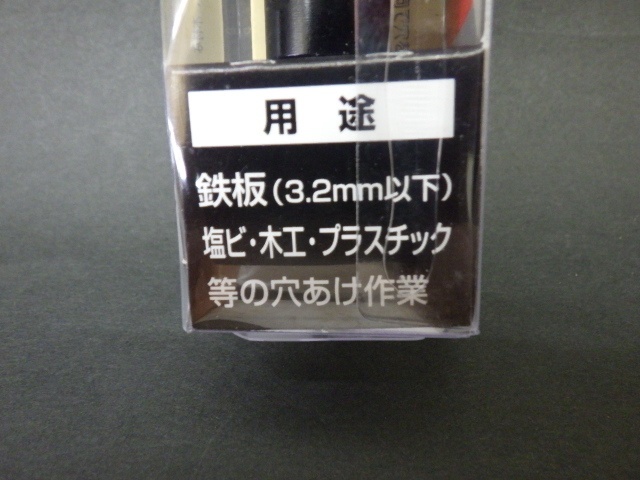 用途
鉄板(3.2mm以下)
塩ビ・木工・プラスチック
等の穴あけ作業